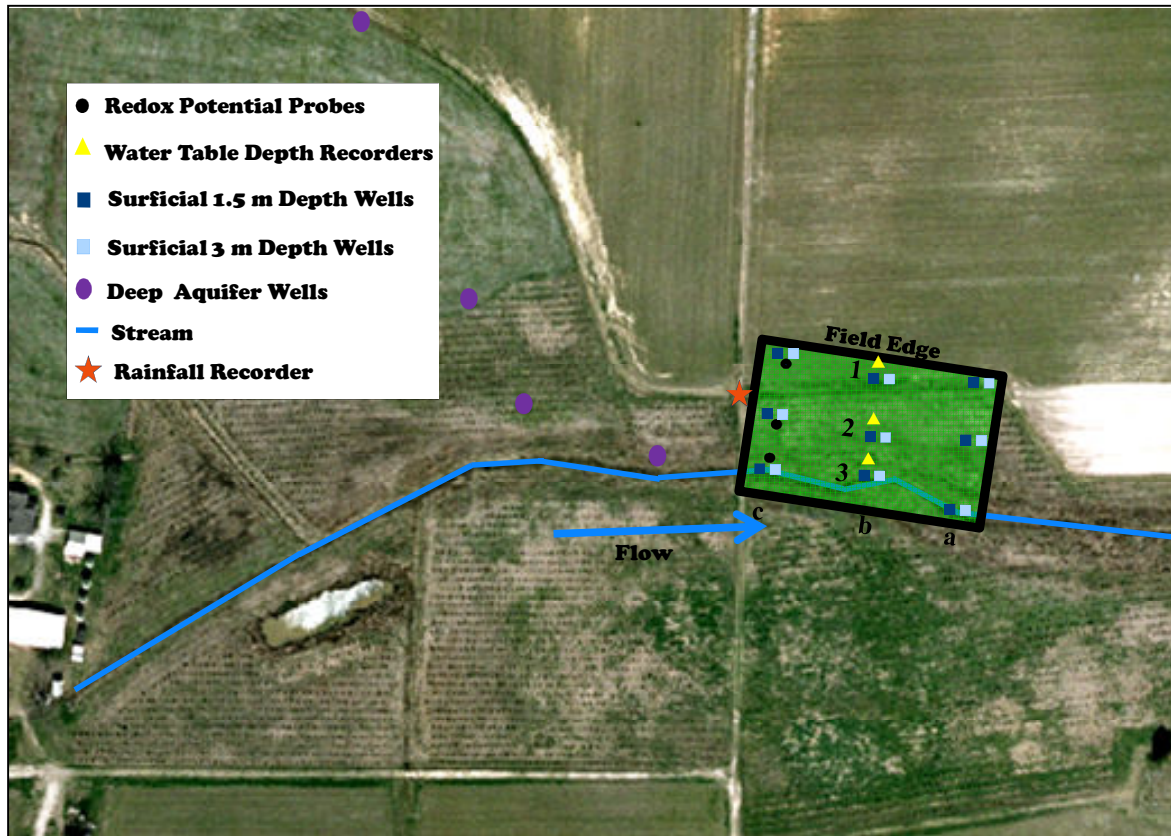 Redox Potential Probes
Water Table Depth Recorders
Surficial 1.5 m Depth Wells
Surficial 3 m Depth Wells
Deep Aquifer Wells
Stream
Rainfall Recorder
Field Edge
1
2
3
c
b
a
Flow